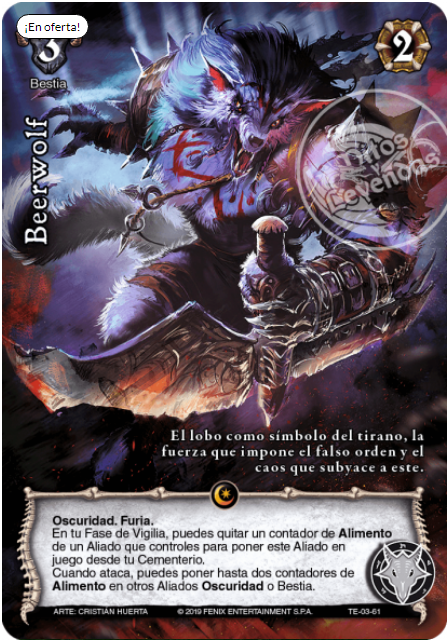 ¡En oferta!
3
2
Bestia
Beerwolf
Mitos
y
Leyendas
El lobo como símbolo del tirano, la
fuerza que impone el falso orden y el
caos que subyace a este.
Oscuridad. Furia.
En tu Fase de Vigilia, puedes quitar un contador de Alimento
de un Aliado que controles para poner este Aliado en
juego desde tu Cementerio.
Cuando ataca, puedes poner hasta dos contadores de
Alimento en otros Aliados Oscuridad o Bestia.
ARTE: CRISTIÁN HUERTA
© 2019 FENIX ENTERTAINMENT S.P.A.
TE-03-61